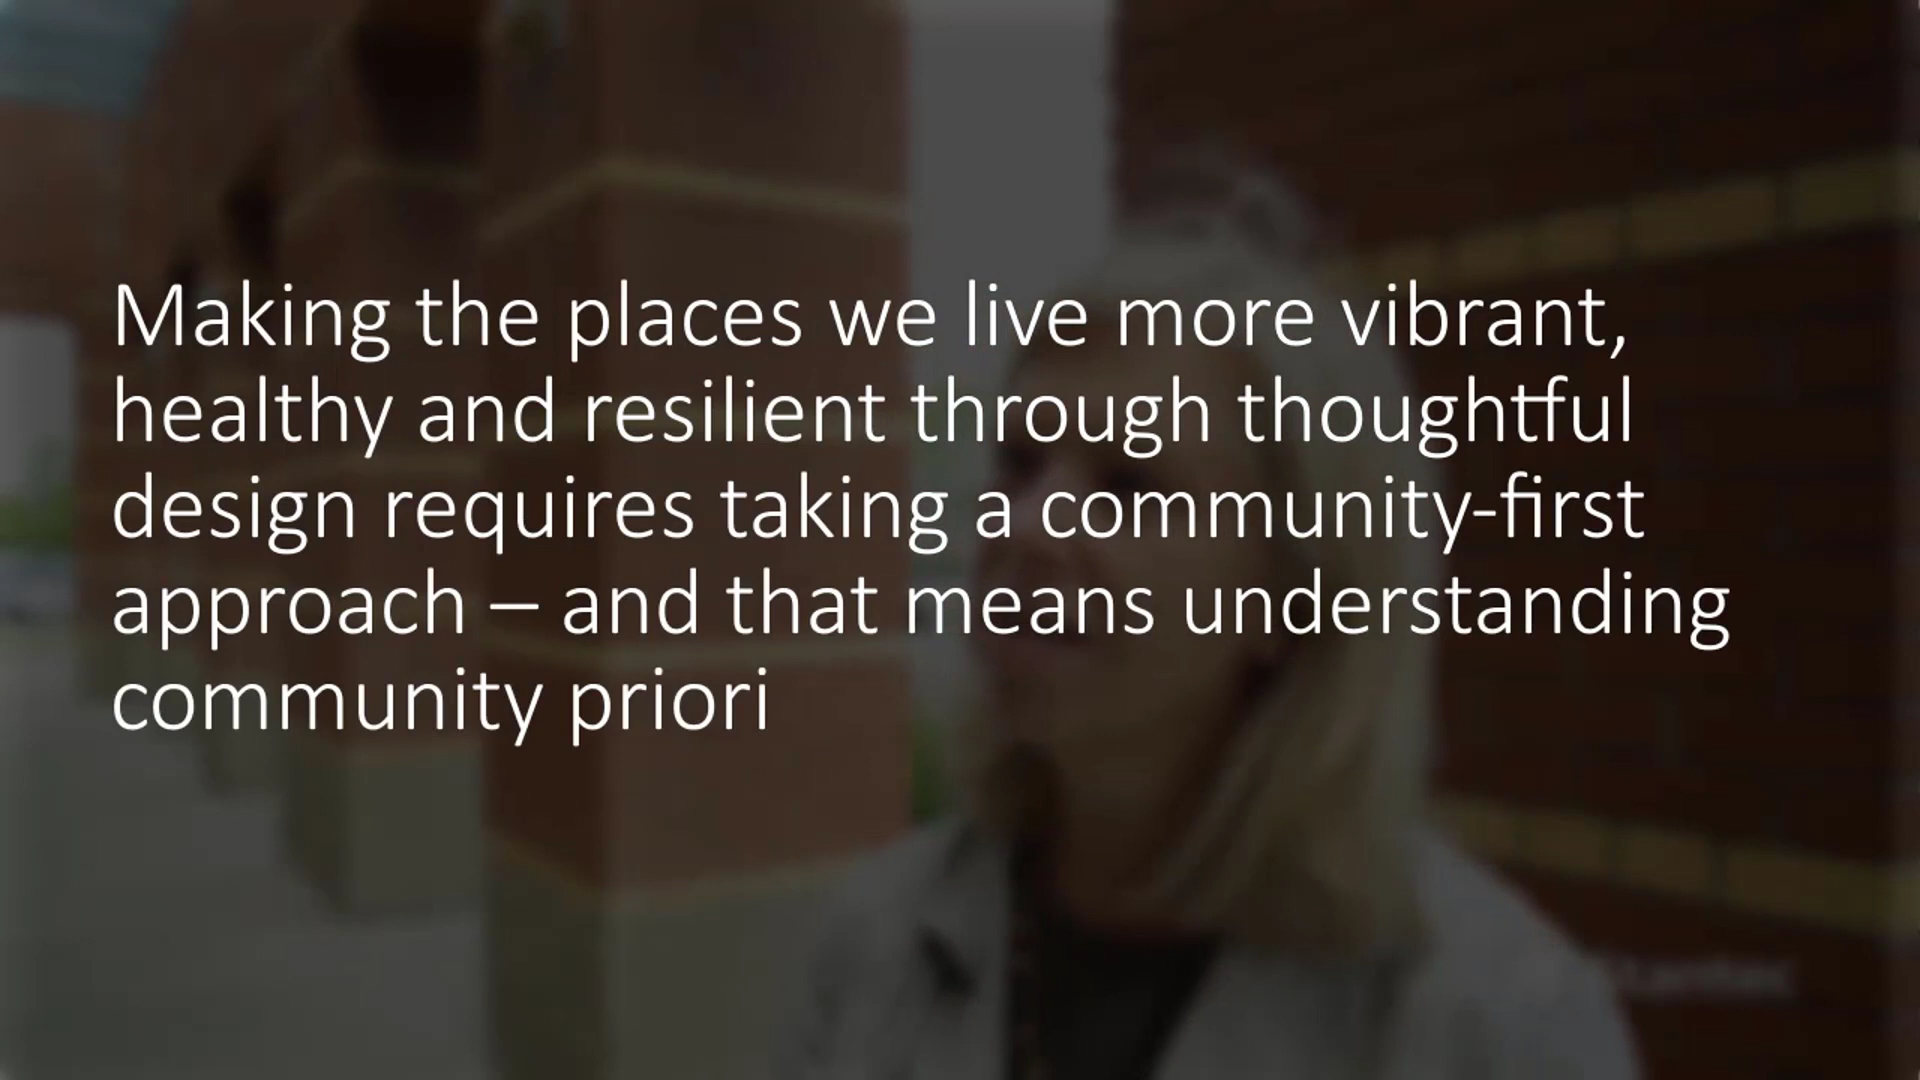 Making the places we live more vibrant,
healthy and resilient through thoughtful
design requires taking a community-first
approach – and that means understanding
community priori